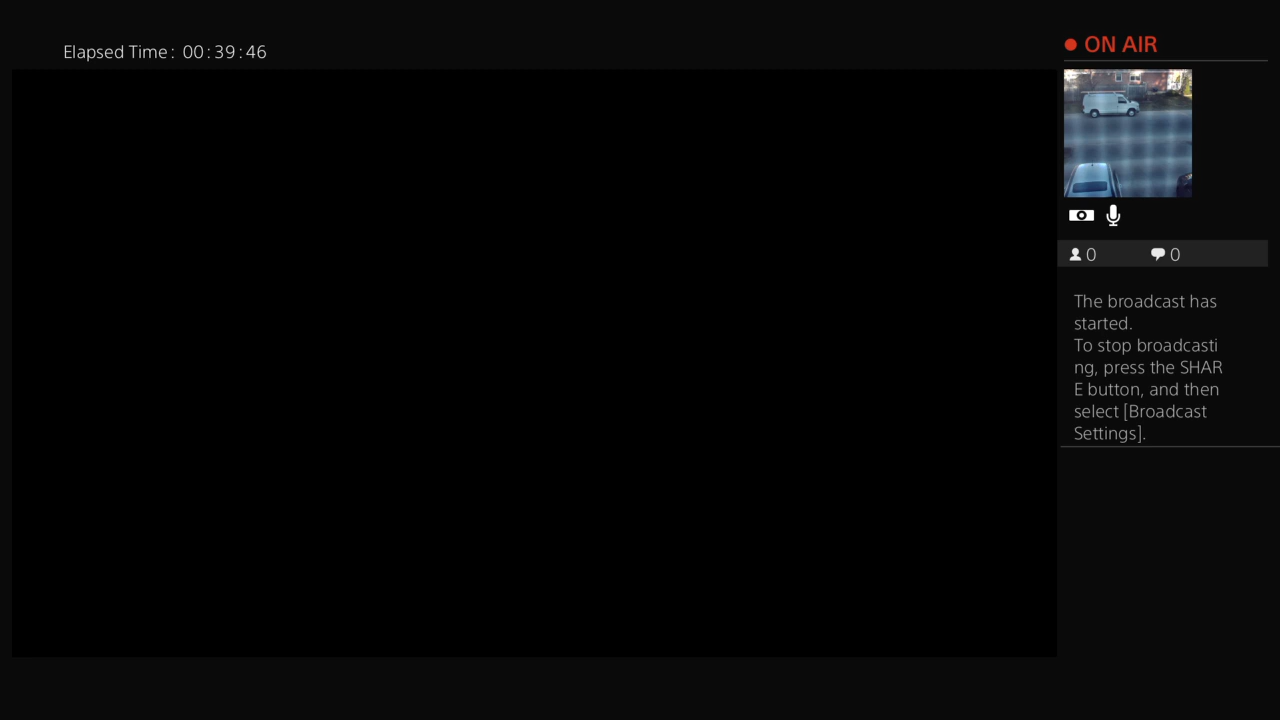 Elapsed Time: 00:39:46
ON AIR
0 0
The broadcast has
started.
To stop broadcasti
ng, press the SHAR
E button, and then
select [Broadcast
Settings].